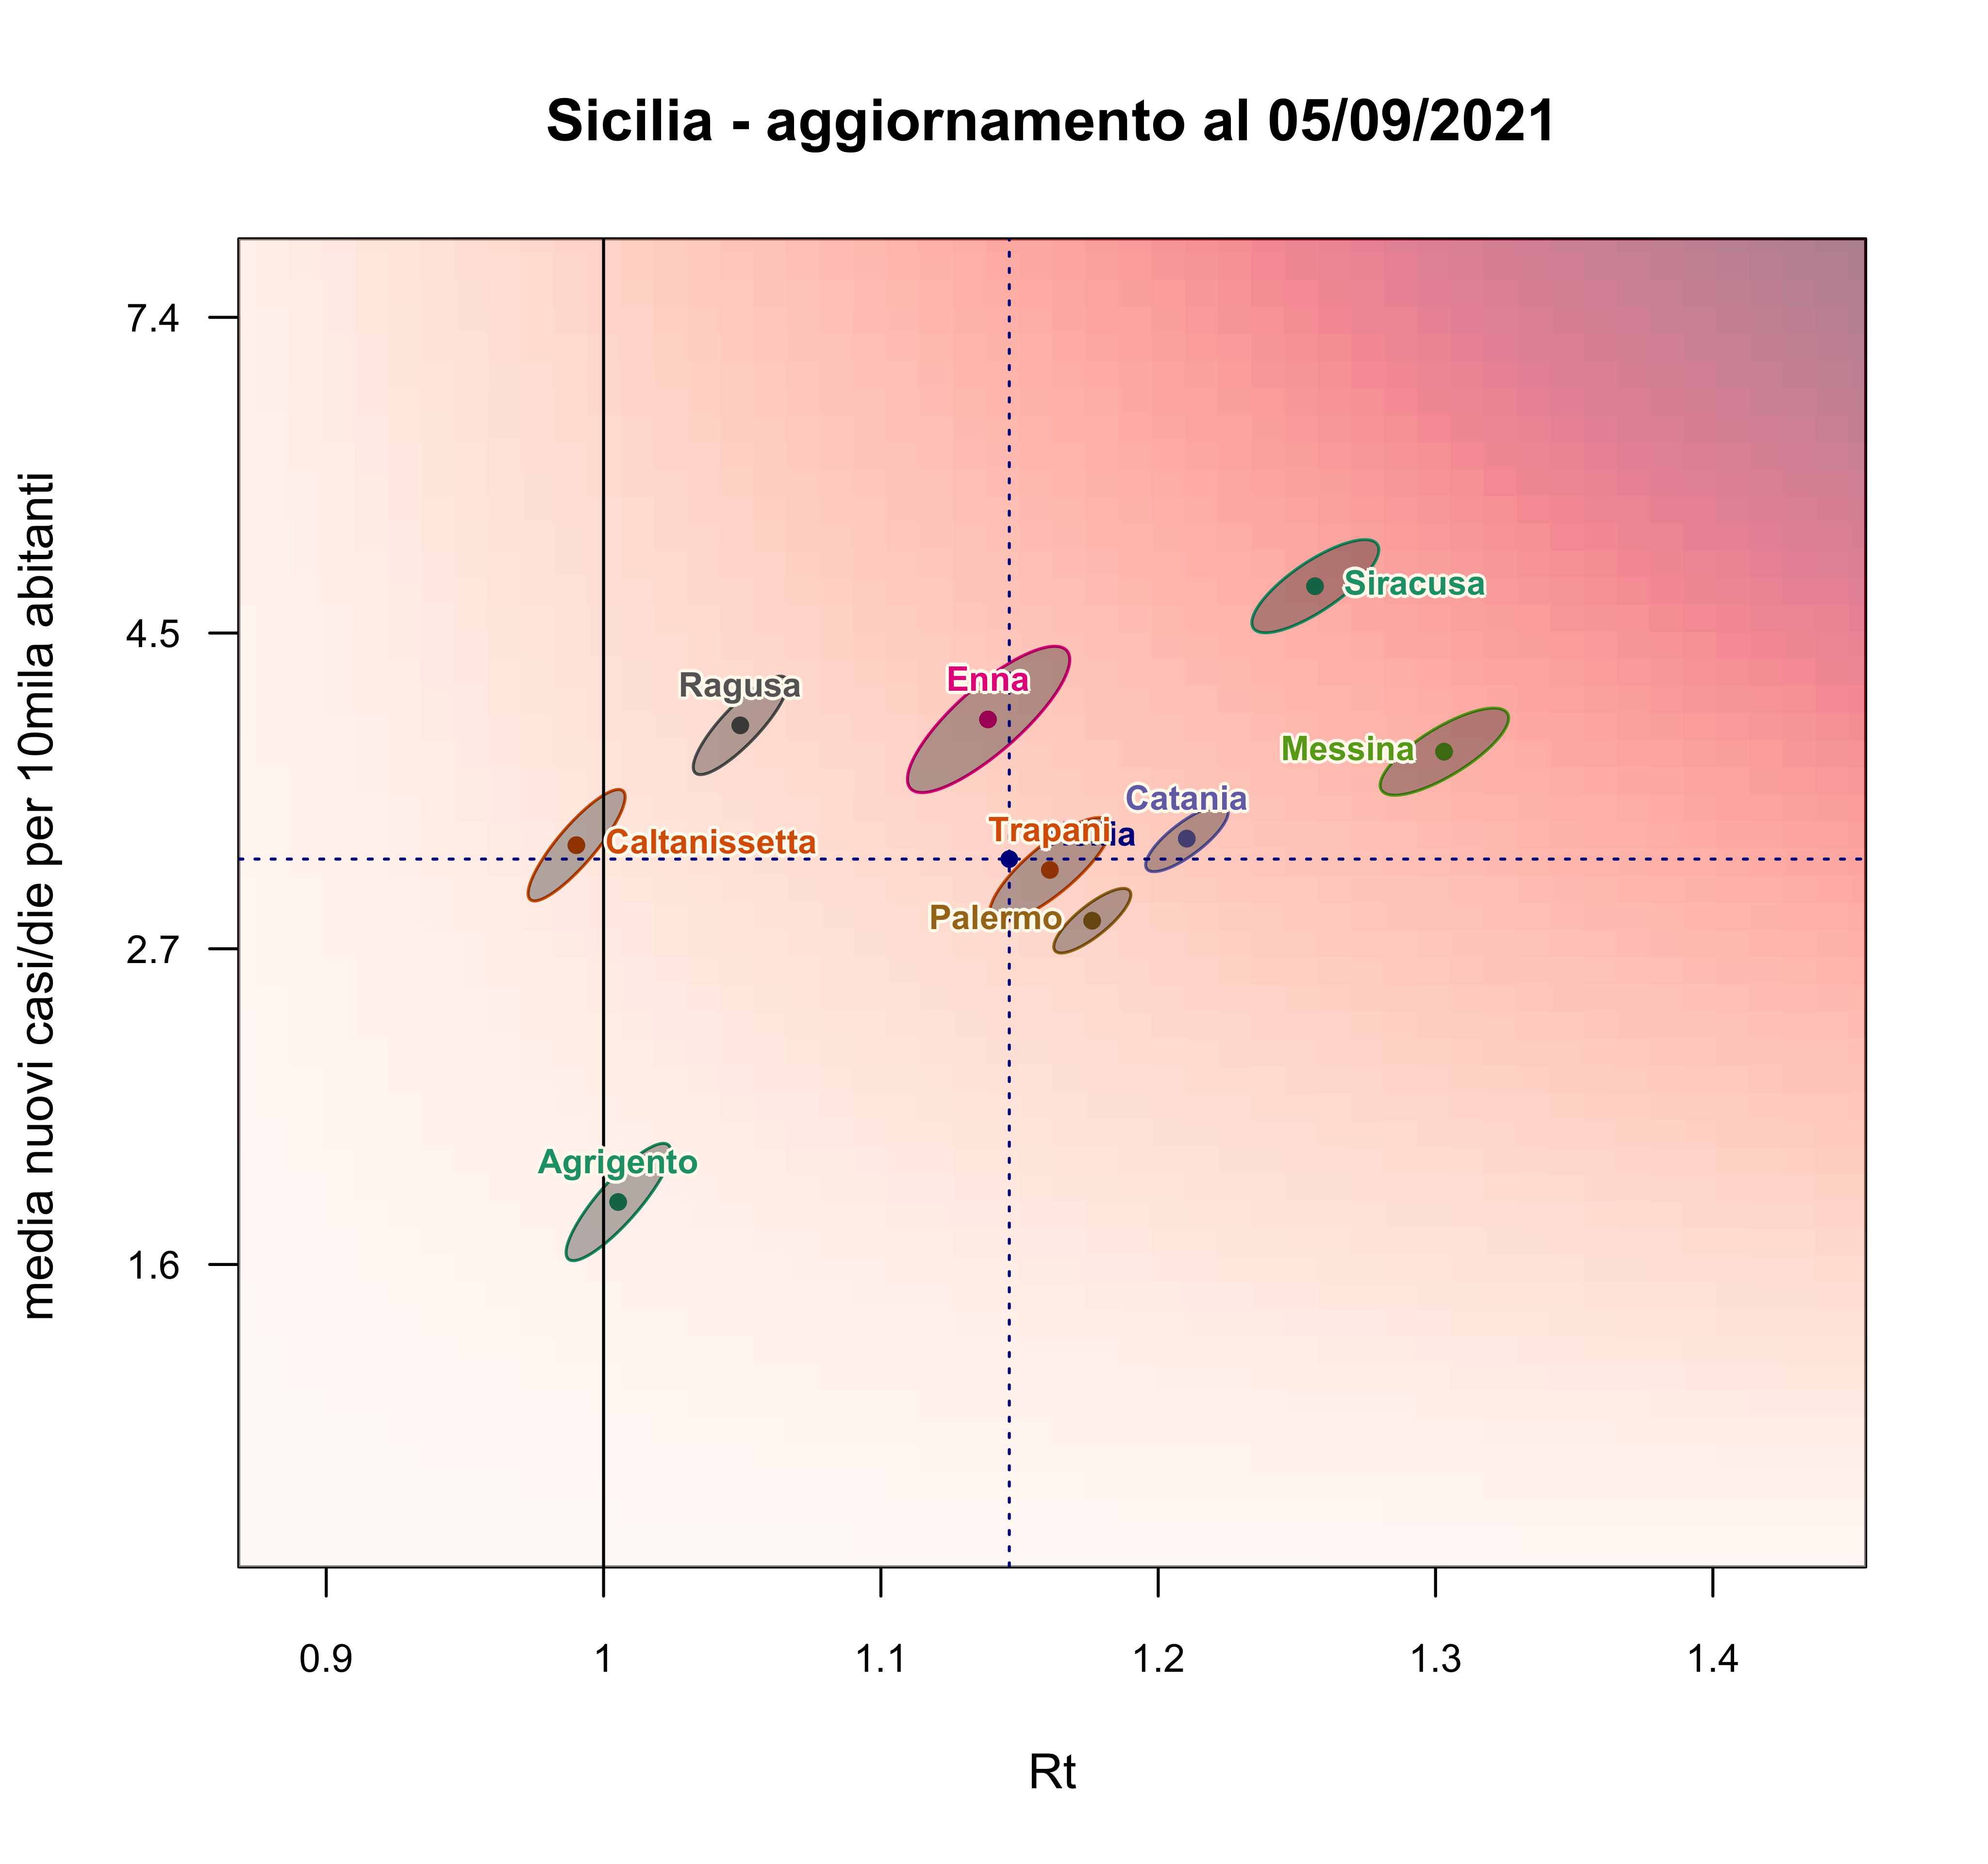 Sicilia - aggiornamento al 05/09/2021
media nuovi casi/die per 10mila abitanti
7.4
4.5
2.7
1.6
Siracusa
Enna
Ragusa
Messina
Catania
Trapani
Caltanissetta
Palermo
Agrigento
0.9
1
1.1
1.2
1.3
1.4
Rt